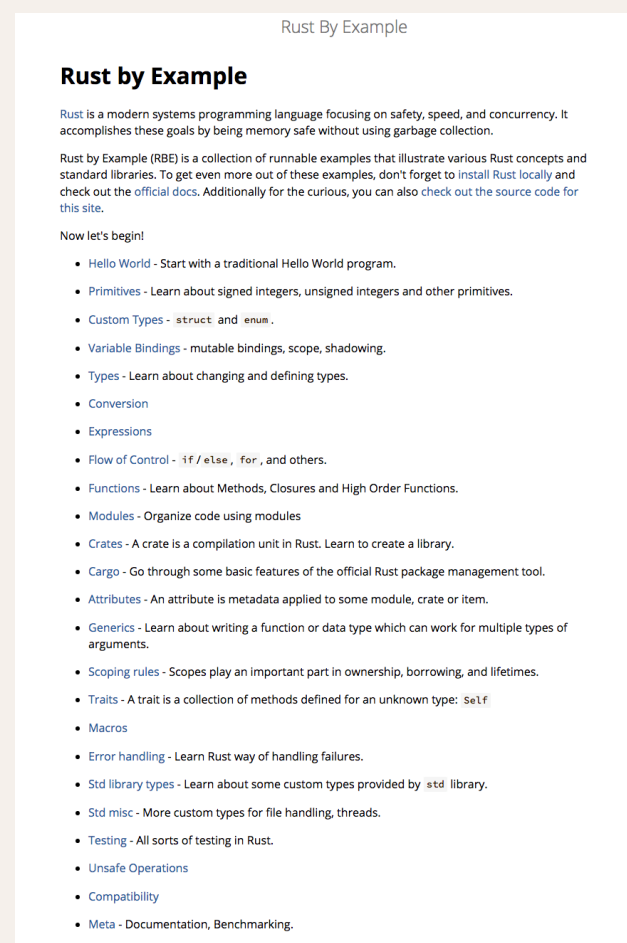 Rust By Example
Rust by Example
Rust is a modern systems programming language focusing on safety, speed, and concurrency. It
accomplishes these goals by being memory safe without using garbage collection.
Rust by Example (RBE) is a collection of runnable examples that illustrate various Rust concepts and
standard libraries. To get even more out of these examples, don't forget to install Rust locally and
check out the official docs. Additionally for the curious, you can also check out the source code for
this site.
Now let's begin!
• Hello World - Start with a traditional Hello World program.
• Primitives - Learn about signed integers, unsigned integers and other primitives.
• Custom Types - struct and enum.
• Variable Bindings - mutable bindings, scope, shadowing.
• Types - Learn about changing and defining types.
• Conversion
• Expressions
• Flow of Control - if/else, for, and others.
• Functions - Learn about Methods, Closures and High Order Functions.
• Modules - Organize code using modules
• Crates - A crate is a compilation unit in Rust. Learn to create a library.
• Cargo - Go through some basic features of the official Rust package management tool.
• Attributes - An attribute is metadata applied to some module, crate or item.
• Generics - Learn about writing a function or data type which can work for multiple types of
arguments.
• Scoping rules - Scopes play an important part in ownership, borrowing, and lifetimes.
• Traits - A trait is a collection of methods defined for an unknown type: Self
• Macros
• Error handling - Learn Rust way of handling failures.
• Std library types - Learn about some custom types provided by std library.
• Std misc - More custom types for file handling, threads.
• Testing - All sorts of testing in Rust.
• Unsafe Operations
• Compatibility
• Meta - Documentation, Benchmarking.